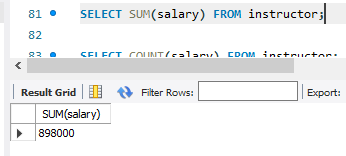 81 SELECT SUM(salary) FROM instructor;
82
83 SELECT COUNT(salary) FROM instructor;
Result Grid Filter Rows: Export:
SUM(salary)
898000